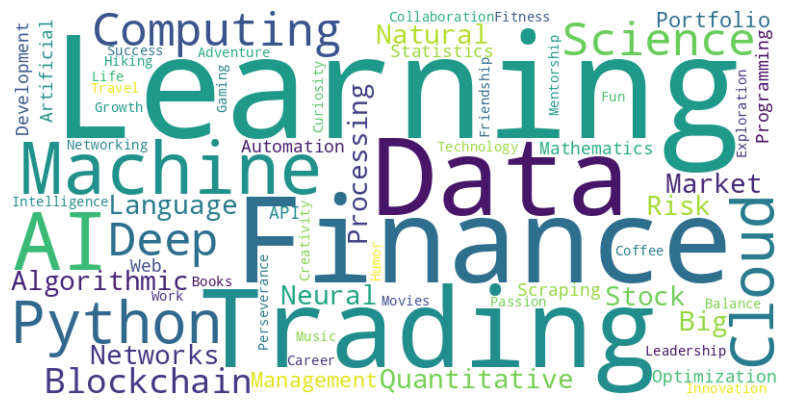 Collaboration
Fitness
Portfolio
Computing
Natural
Science
Development
Artificial
Success
Adventure
Statistics
Hiking
Life
Travel
Growth
Gaming
Curiosity
Learning
Friendship
Mentorship
Fun
Exploration
Programming
Networking
Automation
Processing
Technology
Mathematics
Machine
Data
Market
Intelligence
Language
API
Creativity
Risk
AI
Deep
Finance
Coffee
Cloud
Web
Humor
Algorithmic
Books
Perseverance
Work
Neural
Movies
Scraping
Stock
Passion
Balance
Python
Trading
Big
Music
Networks
Career
Leadership
Blockchain
Management
Quantitative
Optimization
Innovation